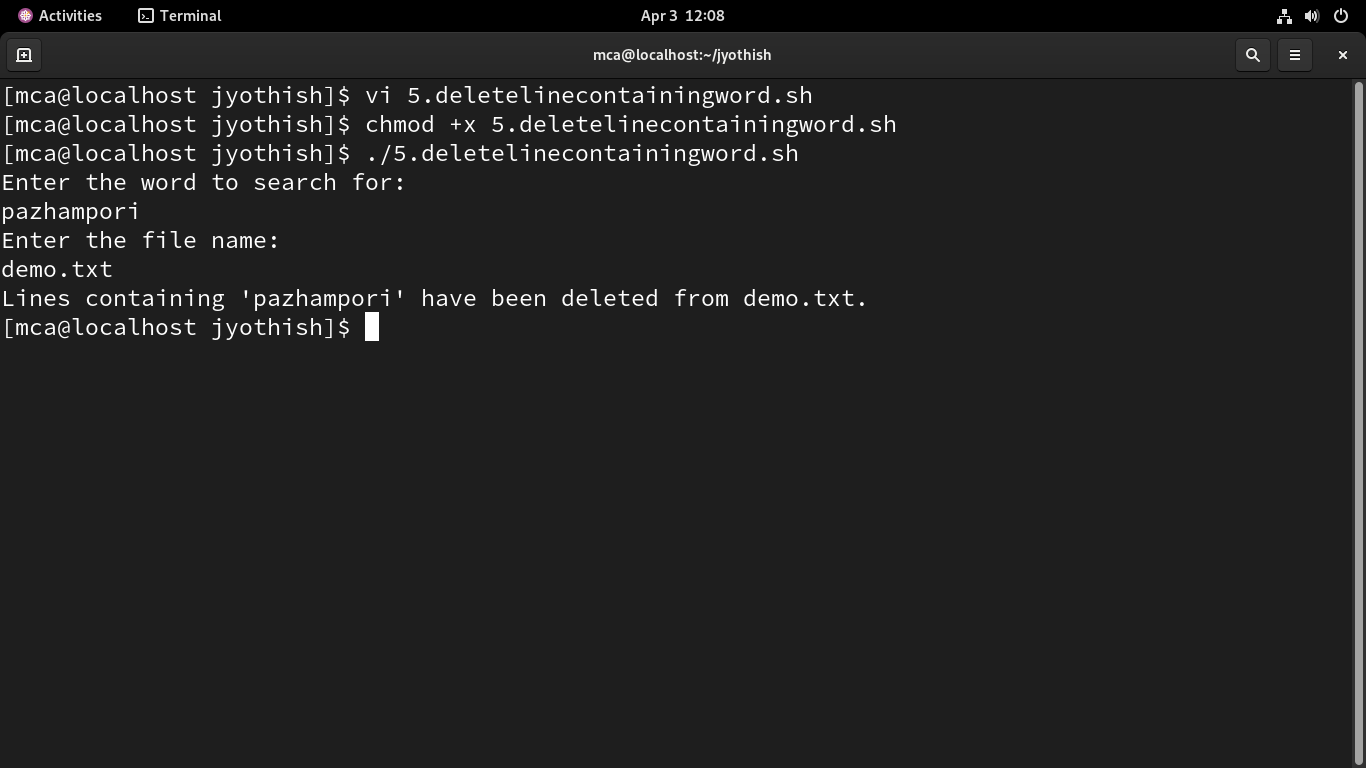 Activities Terminal Apr 3 12:08
mca@localhost:~/jyothish
[mca@localhost jyothish]$ vi 5.deletelinecontainingword.sh
[mca@localhost jyothish]$ chmod +x 5.deletelinecontainingword.sh
[mca@localhost jyothish]$ ./5.deletelinecontainingword.sh
Enter the word to search for:
pazhampori
Enter the file name:
demo.txt
Lines containing 'pazhampori' have been deleted from demo.txt.
[mca@localhost jyothish]$